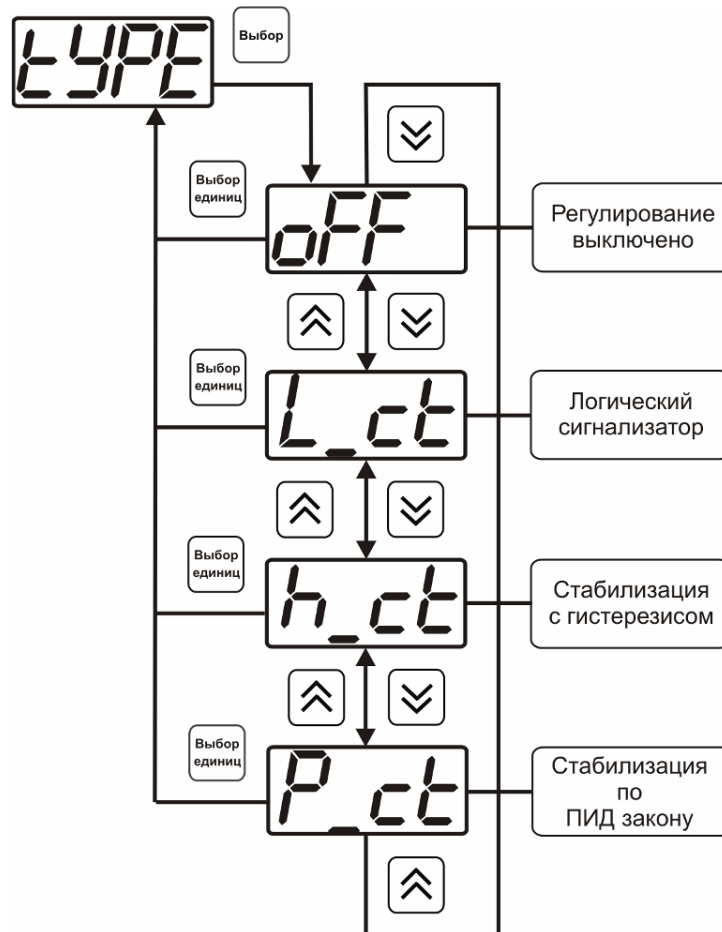 tYPE
Выбор
Выбор
единиц
oFF
Регулирование
выключено
Выбор
единиц
L_ct
Логический
сигнализатор
Выбор
единиц
h_ct
Стабилизация
с гистерезисом
Выбор
единиц
P_ct
Стабилизация
по
ПИД закону